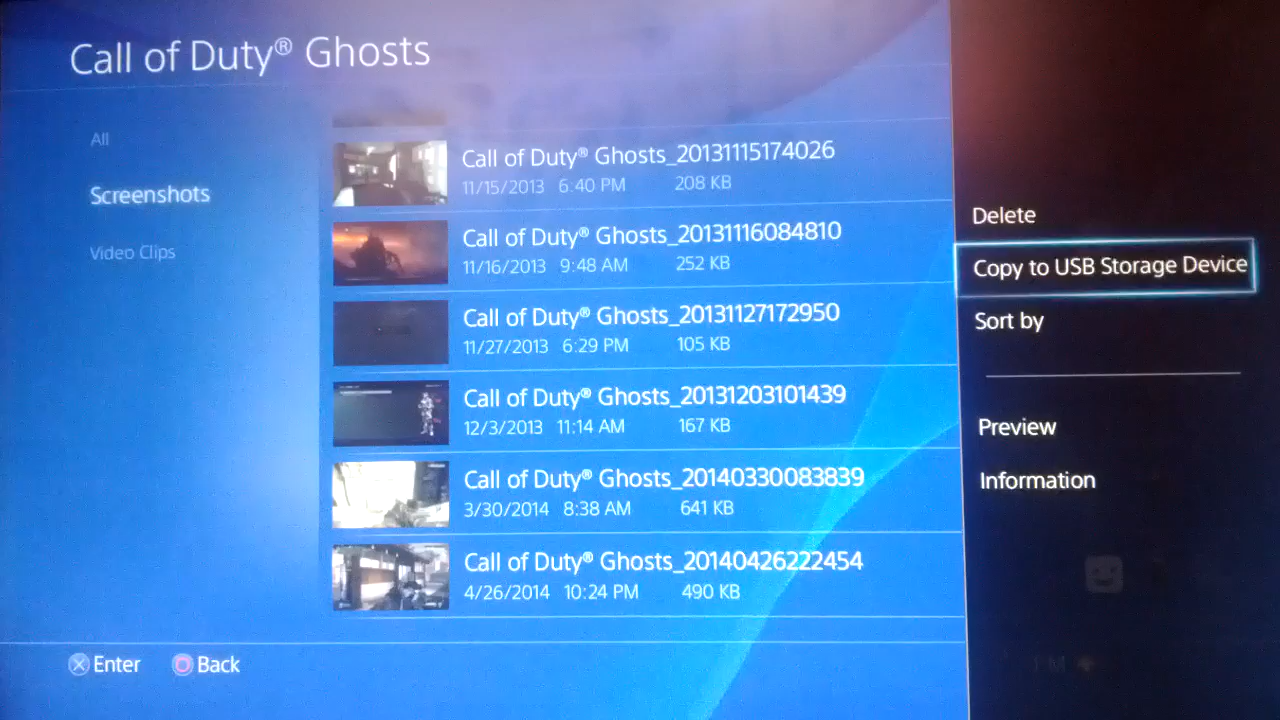 Call of Duty® Ghosts
All
Screenshots
Video Clips
Call of Duty® Ghosts_20131115174026
11/15/2013 6:40 PM 208 KB
Call of Duty® Ghosts_20131116084810
11/16/2013 9:48 AM 252 KB
Call of Duty® Ghosts_20131127172950
11/27/2013 6:29 PM 105 KB
Call of Duty® Ghosts_20131203101439
12/3/2013 11:14 AM 167 KB
Call of Duty® Ghosts_20140330083839
3/30/2014 8:38 AM 641 KB
Call of Duty® Ghosts_20140426222454
4/26/2014 10:24 PM 490 KB
Delete
Copy to USB Storage Device
Sort by
Preview
Information
Enter Back